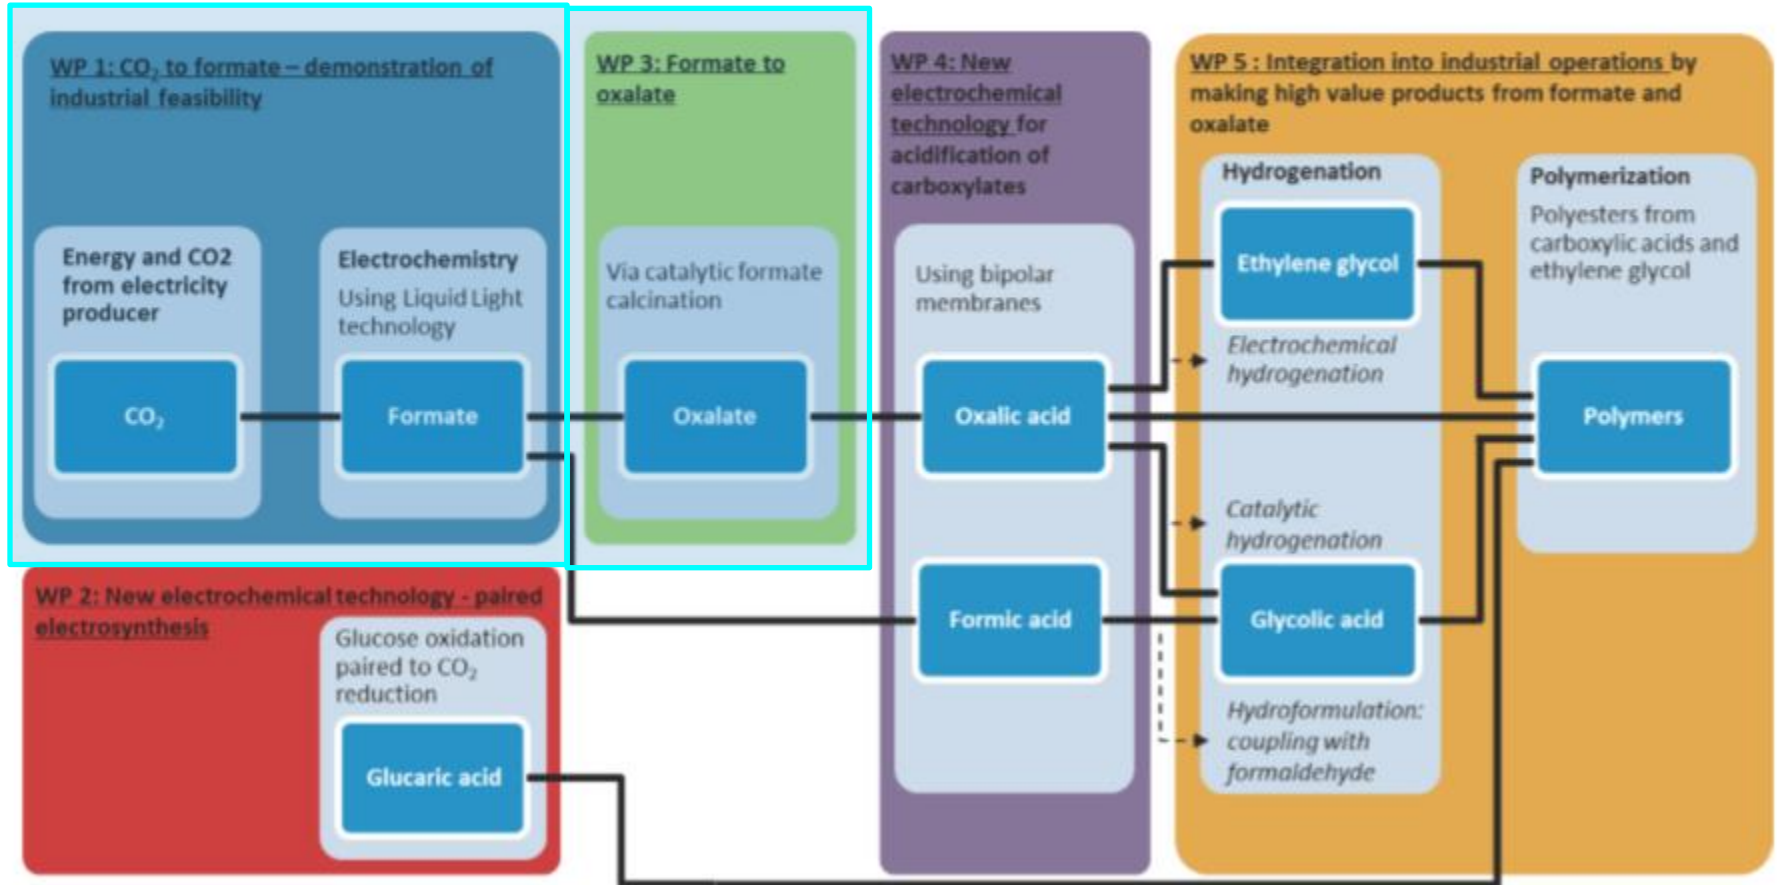 WP 1: CO₂ to formate – demonstration of
industrial feasibility
Energy and CO2
from electricity
producer
CO₂
Electrochemistry
Using Liquid Light
technology
Formate
WP 3: Formate to
oxalate
Via catalytic formate
calcination
Oxalate
WP 2: New electrochemical technology - paired
electrosynthesis
Glucose oxidation
paired to CO₂
reduction
Glucaric acid
WP 4: New
electrochemical
technology for
acidification of
carboxylates
Using bipolar
membranes
Oxalic acid
Formic acid
WP 5 : Integration into industrial operations by
making high value products from formate and
oxalate
Hydrogenation
Ethylene glycol
Electrochemical
hydrogenation
Catalytic
hydrogenation
Glycolic acid
Hydroformulation:
coupling with
formaldehyde
Polymerization
Polyesters from
carboxylic acids and
ethylene glycol
Polymers